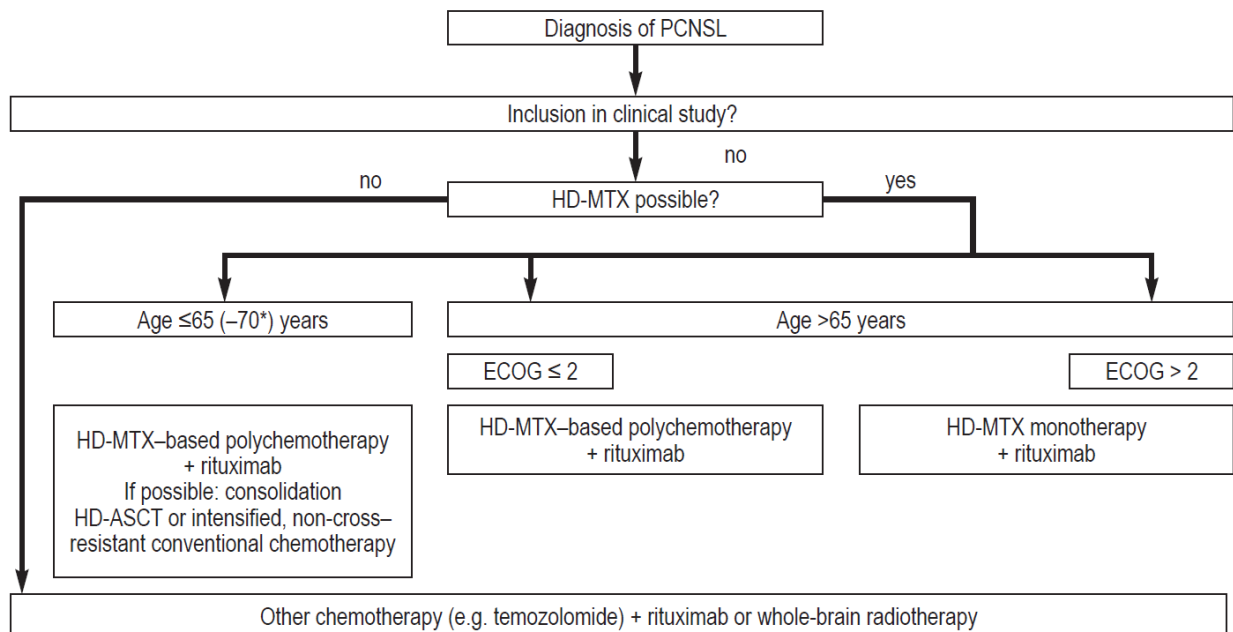 Diagnosis of PCNSL
Inclusion in clinical study?
no
no
HD-MTX possible?
yes
Age ≤65 (–70*) years
Age >65 years
ECOG ≤ 2
ECOG > 2
HD-MTX–based polychemotherapy
+ rituximab
If possible: consolidation
HD-ASCT or intensified, non-cross–
resistant conventional chemotherapy
HD-MTX–based polychemotherapy
+ rituximab
HD-MTX monotherapy
+ rituximab
Other chemotherapy (e.g. temozolomide) + rituximab or whole-brain radiotherapy